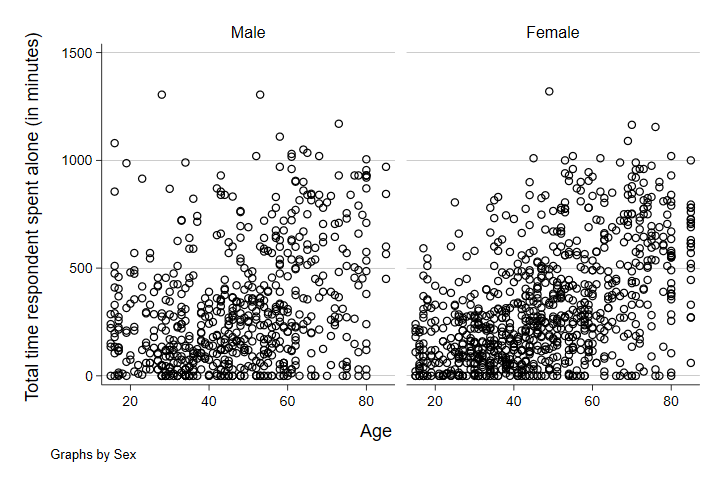 Male
Female
Total time respondent spent alone (in minutes)
1500
1000
500
0
20
40
60
80
20
40
60
80
Age
Graphs by Sex